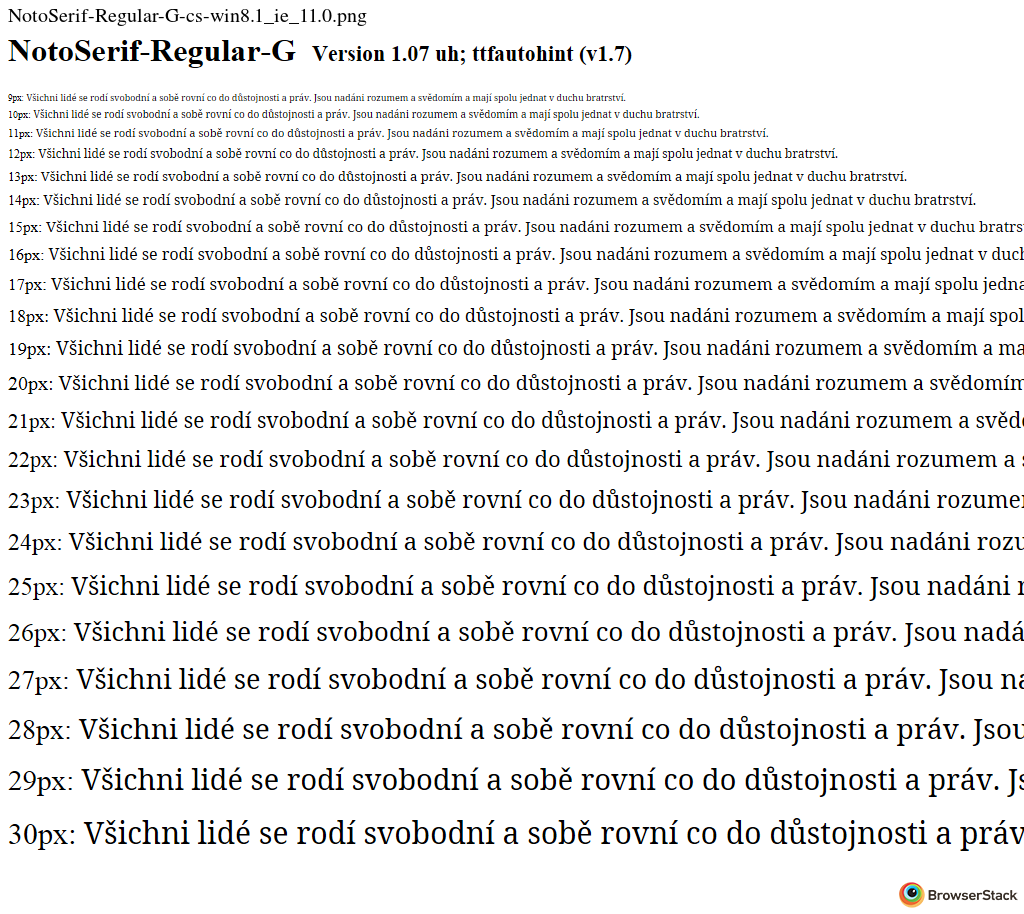 NotoSerif-Regular-G-cs-win8.1_ie_11.0.png
NotoSerif-Regular-G Version 1.07 uh; ttfautohint (v1.7)
9px: Všichni lidé se rodí svobodní a sobě rovní co do důstojnosti a práv. Jsou nadáni rozumem a svědomím a mají spolu jednat v duchu bratrství.
10px: Všichni lidé se rodí svobodní a sobě rovní co do důstojnosti a práv. Jsou nadáni rozumem a svědomím a mají spolu jednat v duchu bratrství.
11px: Všichni lidé se rodí svobodní a sobě rovní co do důstojnosti a práv. Jsou nadáni rozumem a svědomím a mají spolu jednat v duchu bratrství.
12px: Všichni lidé se rodí svobodní a sobě rovní co do důstojnosti a práv. Jsou nadáni rozumem a svědomím a mají spolu jednat v duchu bratrství.
13px: Všichni lidé se rodí svobodní a sobě rovní co do důstojnosti a práv. Jsou nadáni rozumem a svědomím a mají spolu jednat v duchu bratrství.
14px: Všichni lidé se rodí svobodní a sobě rovní co do důstojnosti a práv. Jsou nadáni rozumem a svědomím a mají spolu jednat v duchu bratrství.
15px: Všichni lidé se rodí svobodní a sobě rovní co do důstojnosti a práv. Jsou nadáni rozumem a svědomím a mají spolu jednat v duchu bratrs
16px: Všichni lidé se rodí svobodní a sobě rovní co do důstojnosti a práv. Jsou nadáni rozumem a svědomím a mají spolu jednat v duch
17px: Všichni lidé se rodí svobodní a sobě rovní co do důstojnosti a práv. Jsou nadáni rozumem a svědomím a mají spolu jedna
18px: Všichni lidé se rodí svobodní a sobě rovní co do důstojnosti a práv. Jsou nadáni rozumem a svědomím a mají spol
19px: Všichni lidé se rodí svobodní a sobě rovní co do důstojnosti a práv. Jsou nadáni rozumem a svědomím a ma
20px: Všichni lidé se rodí svobodní a sobě rovní co do důstojnosti a práv. Jsou nadáni rozumem a svědomím
21px: Všichni lidé se rodí svobodní a sobě rovní co do důstojnosti a práv. Jsou nadáni rozumem a svědo
22px: Všichni lidé se rodí svobodní a sobě rovní co do důstojnosti a práv. Jsou nadáni rozumem a s
23px: Všichni lidé se rodí svobodní a sobě rovní co do důstojnosti a práv. Jsou nadáni rozume
24px: Všichni lidé se rodí svobodní a sobě rovní co do důstojnosti a práv. Jsou nadáni rozu
25px: Všichni lidé se rodí svobodní a sobě rovní co do důstojnosti a práv. Jsou nadáni r
26px: Všichni lidé se rodí svobodní a sobě rovní co do důstojnosti a práv. Jsou nadá
27px: Všichni lidé se rodí svobodní a sobě rovní co do důstojnosti a práv. Jsou na
28px: Všichni lidé se rodí svobodní a sobě rovní co do důstojnosti a práv. Jsou
29px: Všichni lidé se rodí svobodní a sobě rovní co do důstojnosti a práv. Js
30px: Všichni lidé se rodí svobodní a sobě rovní co do důstojnosti a práv
BrowserStack